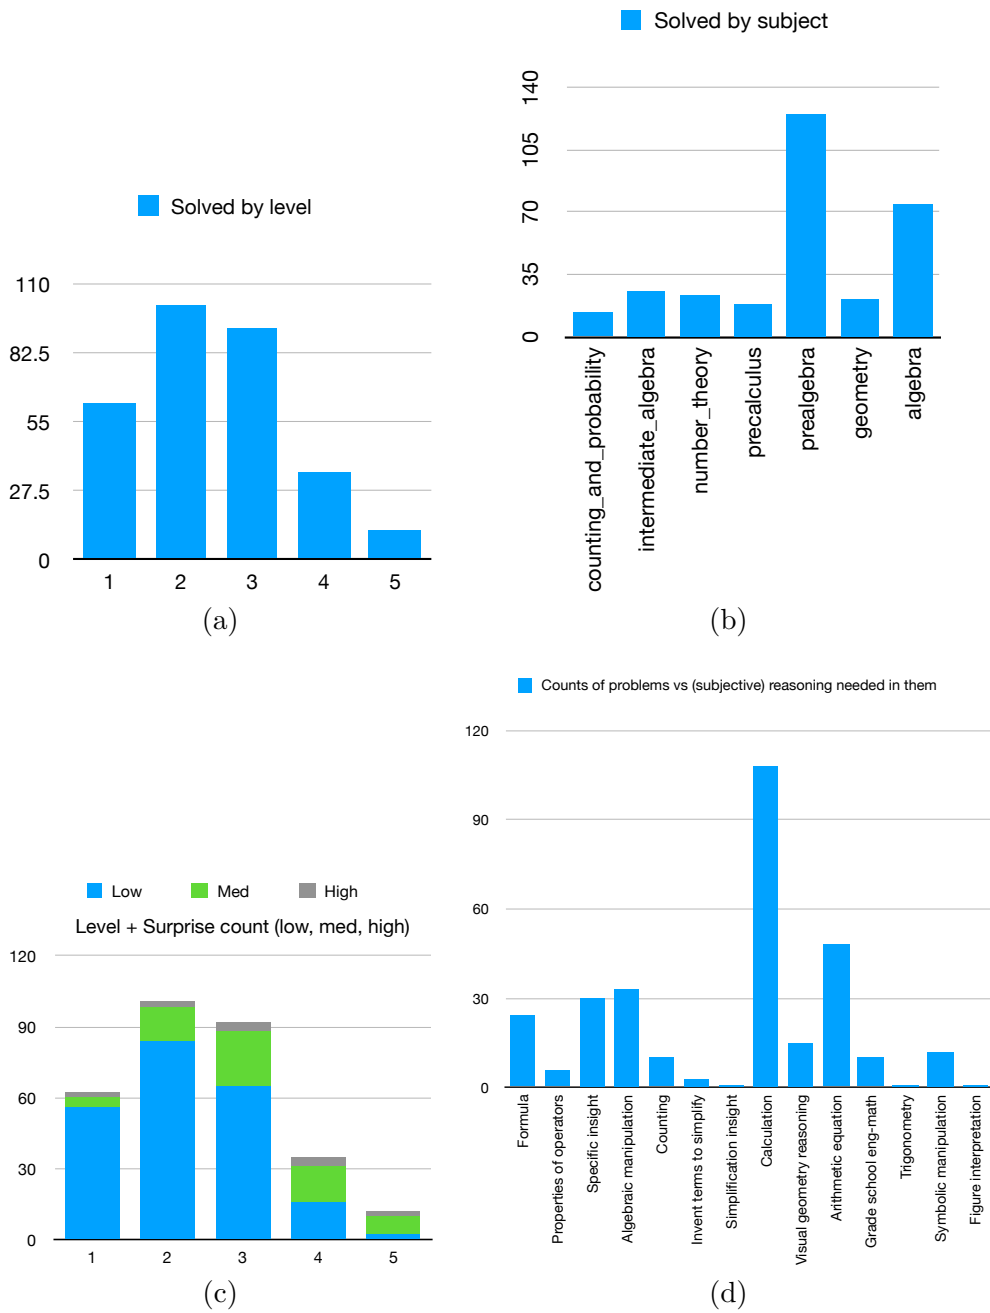 Solved by level
110
82.5
55
27.5
0
1 2 3 4 5
(a)
Solved by subject
140
105
70
35
0
counting_and_probability
intermediate_algebra
number_theory
precalculus
prealgebra
geometry
algebra
(b)
Low Med High
Level + Surprise count (low, med, high)
120
90
60
30
0
1 2 3 4 5
(c)
Counts of problems vs (subjective) reasoning needed in them
120
90
60
30
0
Formula
Properties of operators
Specific insight
Algebraic manipulation
Counting
Invent terms to simplify
Simplification insight
Calculation
Visual geometry reasoning
Arithmetic equation
Grade school eng-math
Trigonometry
Symbolic manipulation
Figure interpretation
(d)